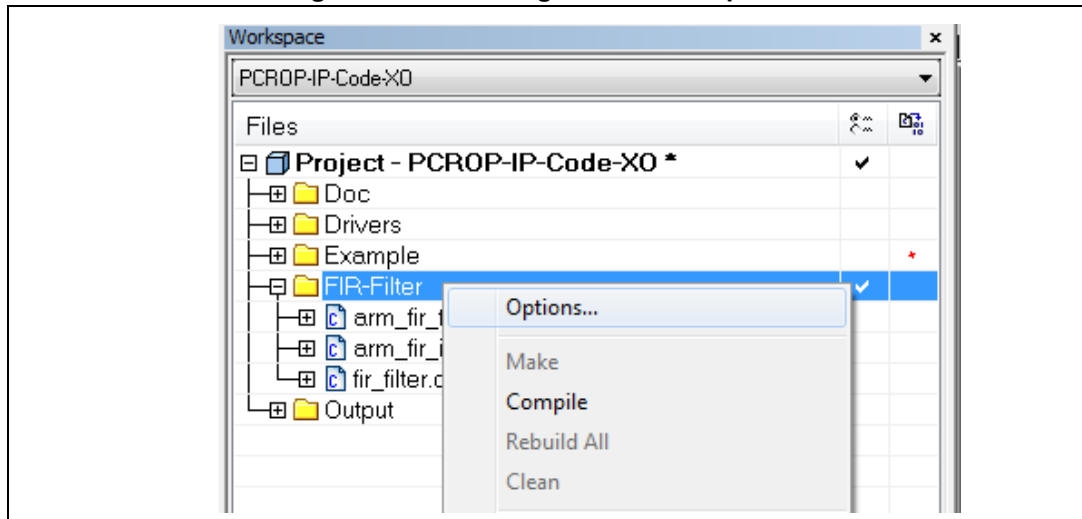 Workspace
PCROP-IP-Code-XO
Files
Project - PCROP-IP-Code-XO *
Doc
Drivers
Example
FIR-Filter
Options...
arm_fir_
Make
arm_fir_i
Compile
fir_filter.c
Rebuild All
Output
Clean